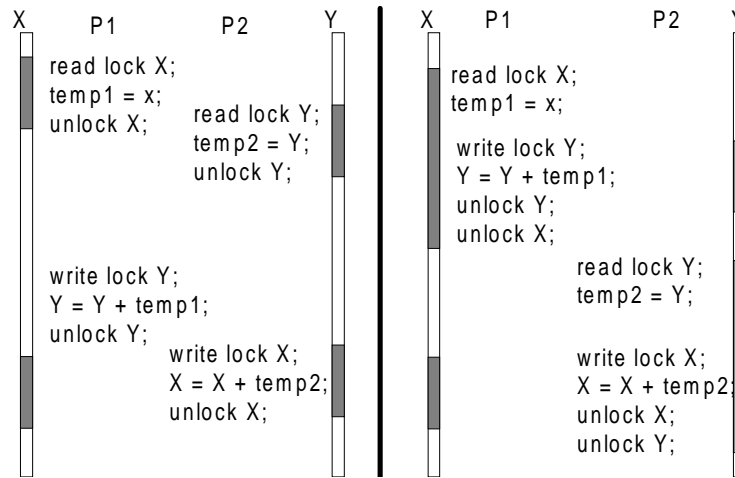 X P1 P2 Y
read lock X;
temp1 = x;
unlock X;
read lock Y;
temp2 = Y;
unlock Y;
write lock Y;
Y = Y + temp1;
unlock Y;
write lock X;
X = X + temp2;
unlock X;
X P1 P2
read lock X;
temp1 = x;
write lock Y;
Y = Y + temp1;
unlock Y;
unlock X;
read lock Y;
temp2 = Y;
write lock X;
X = X + temp2;
unlock X;
unlock Y;